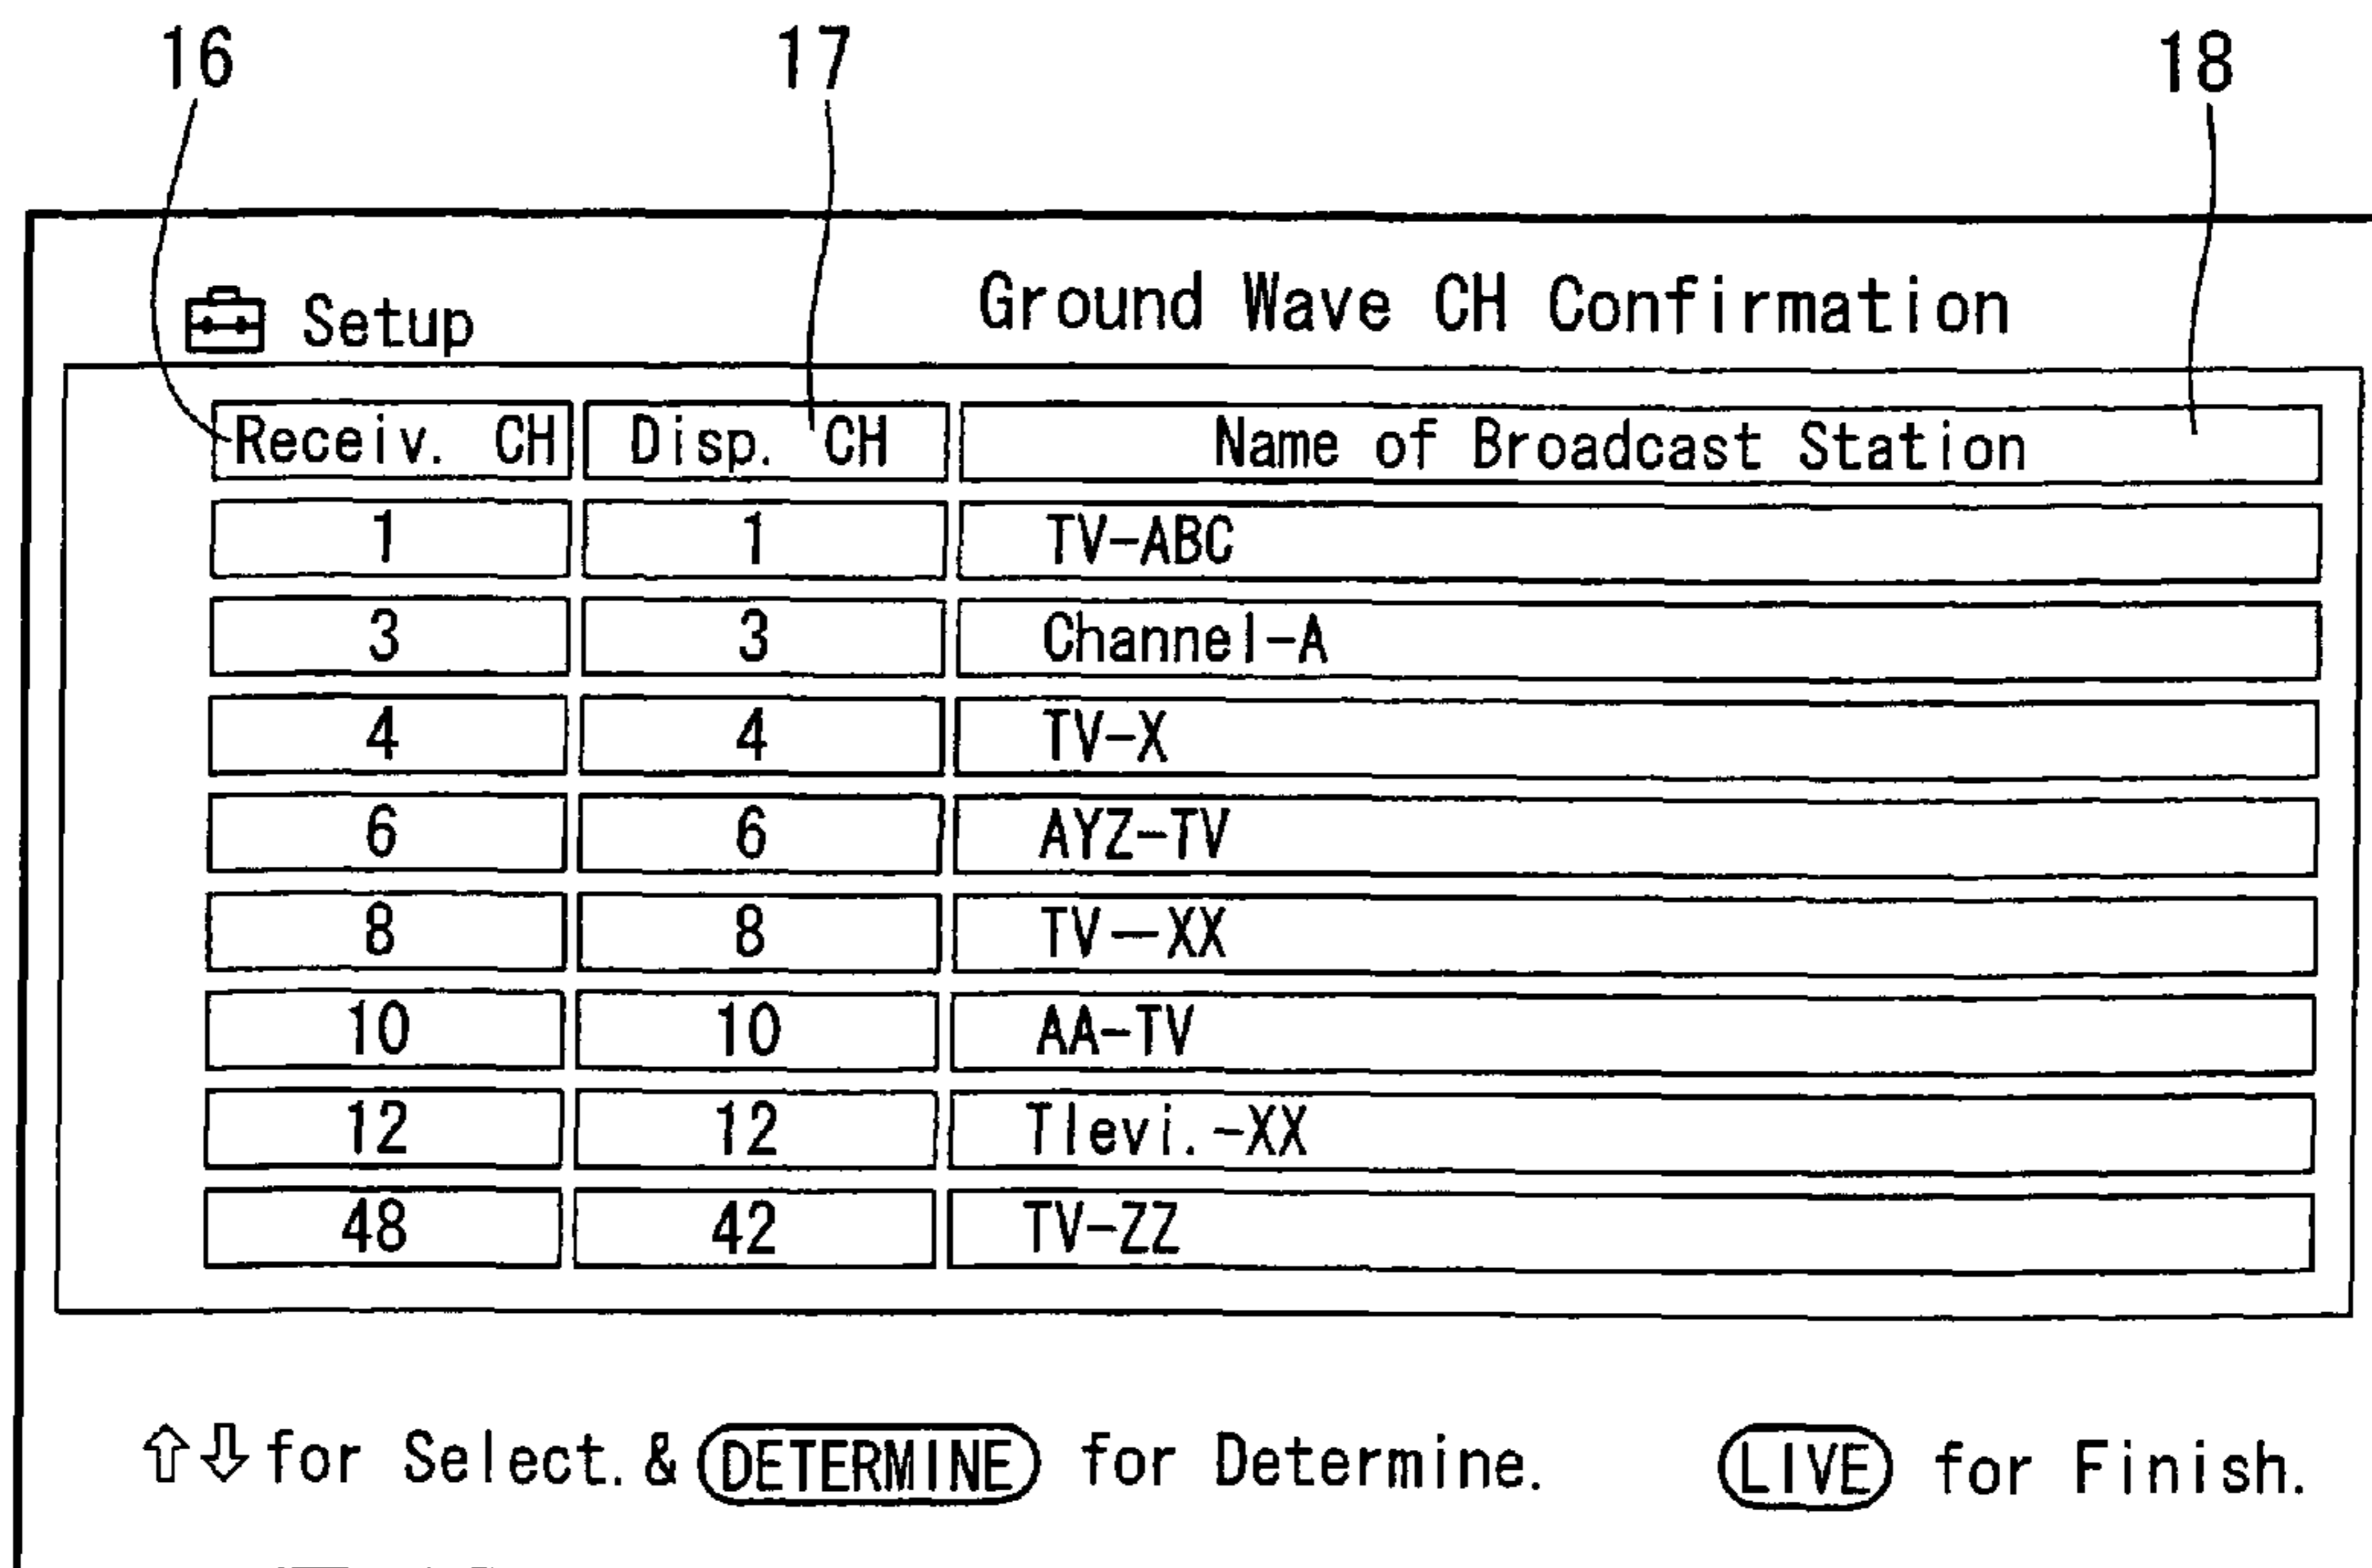 16 17 18
Setup Ground Wave CH Confirmation
Receiv. CH Disp. CH Name of Broadcast Station
1 1 TV-ABC
3 3 Channel-A
4 4 TV-X
6 6 AYZ-TV
8 8 TV—XX
10 10 AA-TV
12 12 Tlevi.-XX
48 42 TV-ZZ
⇧⇩for Select.&DETERMINE for Determine. LIVE for Finish.